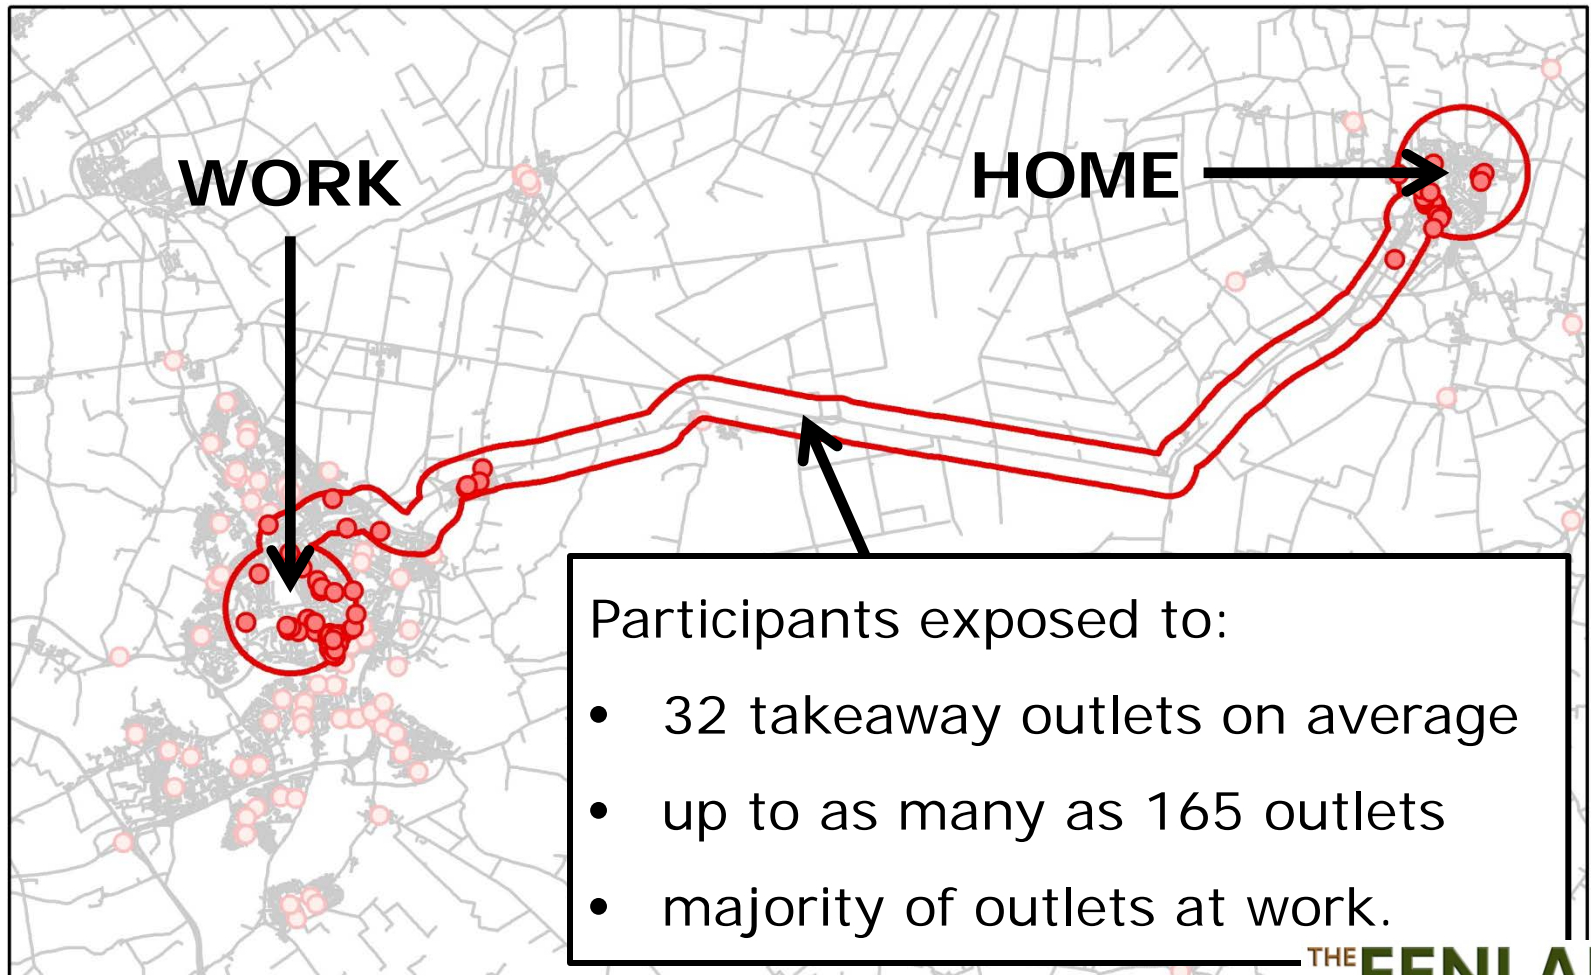 WORK
HOME
Participants exposed to:
• 32 takeaway outlets on average
• up to as many as 165 outlets
• majority of outlets at work.
THE